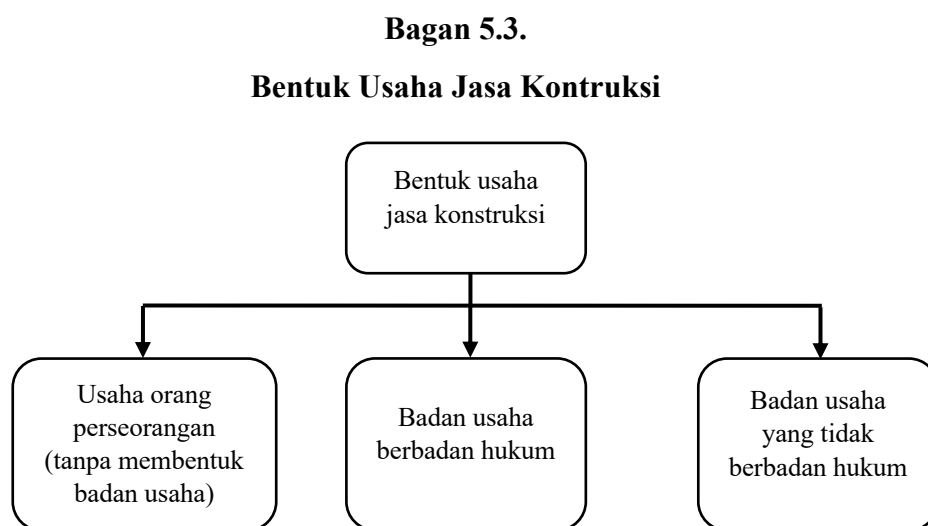 Bagan 5.3.
Bentuk Usaha Jasa Kontruksi
Bentuk usaha
jasa konstruksi
Usaha orang
perseorangan
(tanpa membentuk
badan usaha)
Badan usaha
berbadan hukum
Badan usaha
yang tidak
berbadan hukum